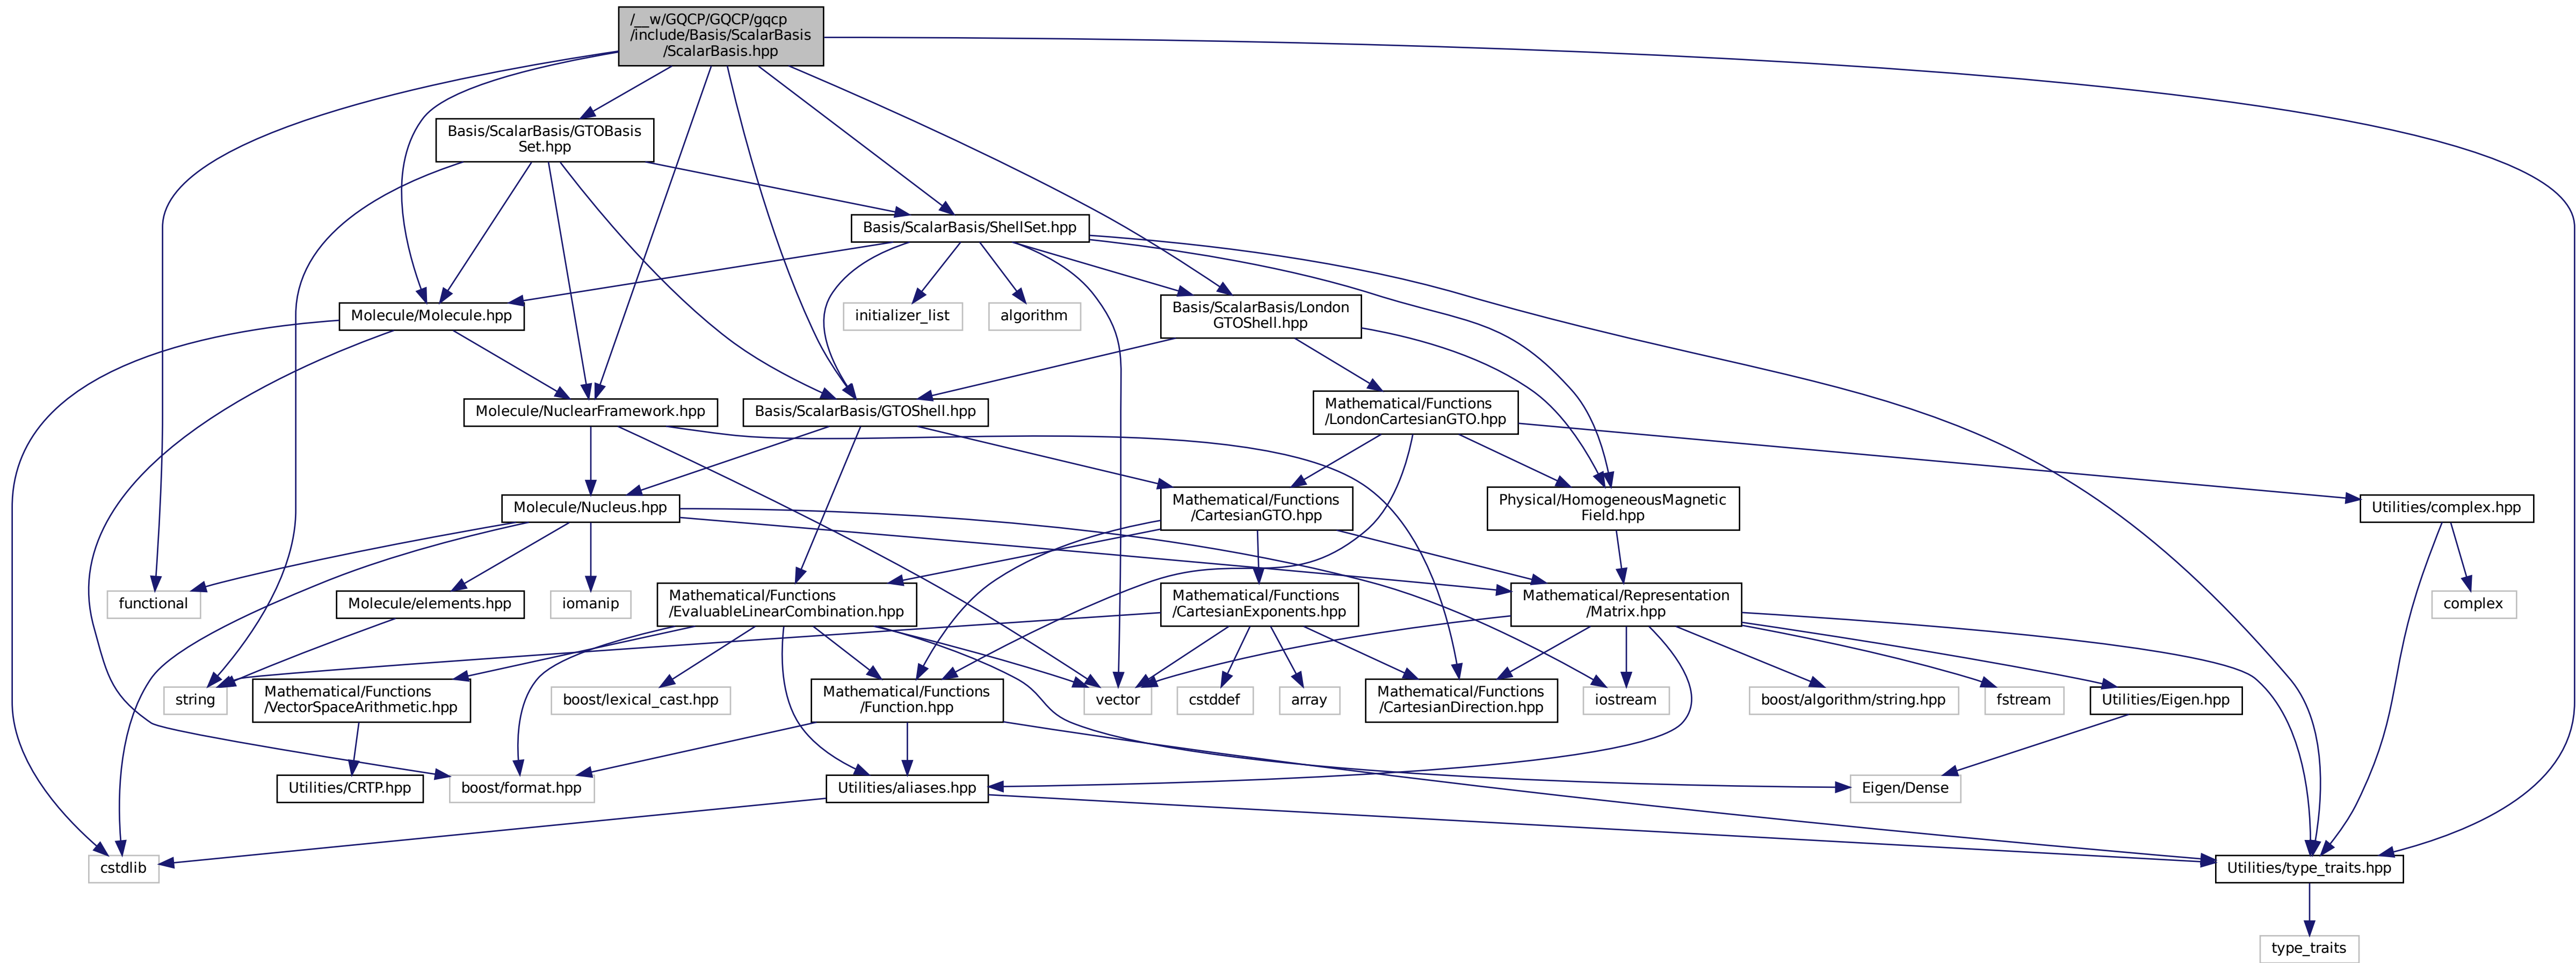 /__w/GQCP/GQCP/gqcp
/include/Basis/ScalarBasis
/ScalarBasis.hpp
Basis/ScalarBasis/GTOBasis
Set.hpp
Basis/ScalarBasis/ShellSet.hpp
Molecule/Molecule.hpp
initializer_list
algorithm
Basis/ScalarBasis/London
GTOShell.hpp
Molecule/NuclearFramework.hpp
Basis/ScalarBasis/GTOShell.hpp
Mathematical/Functions
/LondonCartesianGTO.hpp
Molecule/Nucleus.hpp
Mathematical/Functions
/CartesianGTO.hpp
Physical/HomogeneousMagnetic
Field.hpp
Utilities/complex.hpp
functional
Molecule/elements.hpp
iomanip
Mathematical/Functions
/EvaluableLinearCombination.hpp
Mathematical/Functions
/CartesianExponents.hpp
Mathematical/Representation
/Matrix.hpp
complex
string
Mathematical/Functions
/VectorSpaceArithmetic.hpp
boost/lexical_cast.hpp
Mathematical/Functions
/Function.hpp
vector
cstddef
array
Mathematical/Functions
/CartesianDirection.hpp
iostream
boost/algorithm/string.hpp
fstream
Utilities/Eigen.hpp
Utilities/CRTP.hpp
boost/format.hpp
Utilities/aliases.hpp
Eigen/Dense
cstdlib
Utilities/type_traits.hpp
type_traits